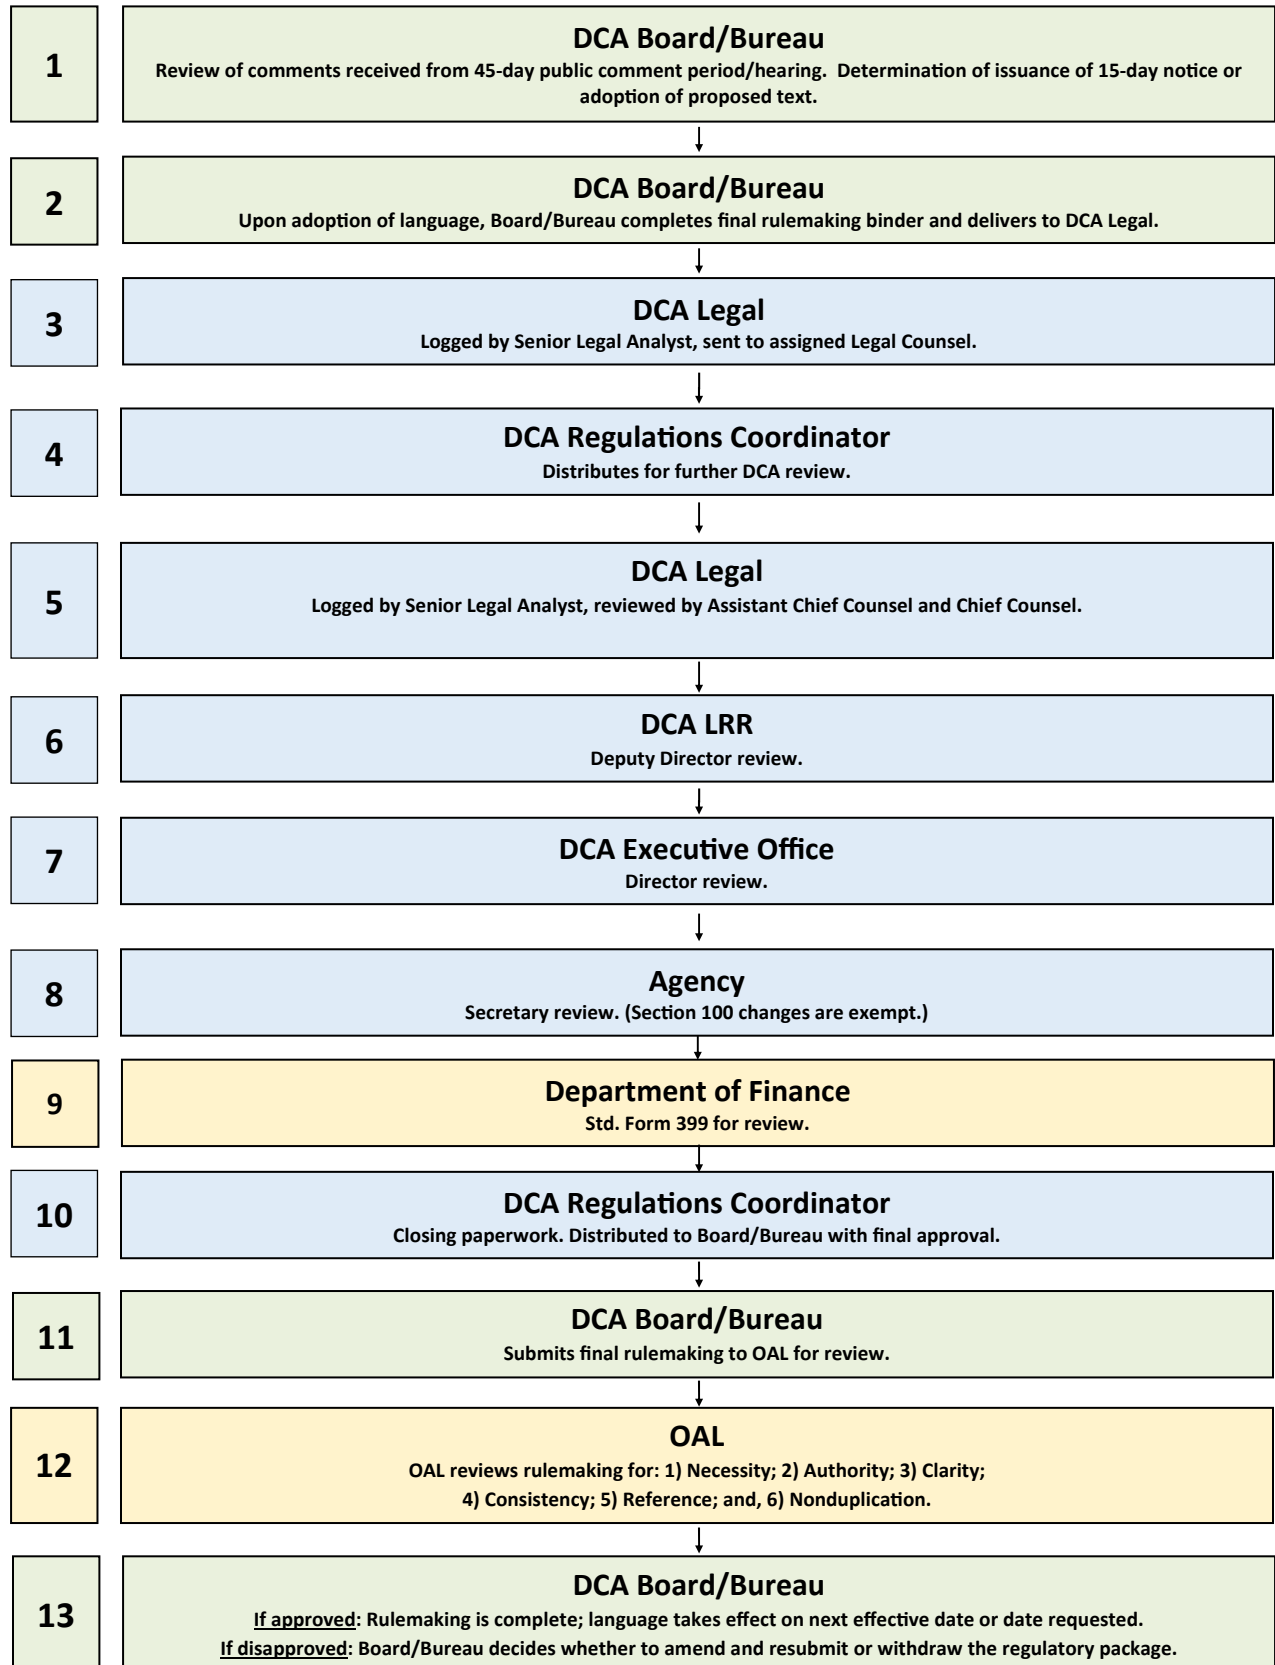 1
DCA Board/Bureau
Review of comments received from 45-day public comment period/hearing.  Determination of issuance of 15-day notice or
adoption of proposed text.
2
DCA Board/Bureau
Upon adoption of language, Board/Bureau completes final rulemaking binder and delivers to DCA Legal.
3
DCA Legal
Logged by Senior Legal Analyst, sent to assigned Legal Counsel.
4
DCA Regulations Coordinator
Distributes for further DCA review.
5
DCA Legal
Logged by Senior Legal Analyst, reviewed by Assistant Chief Counsel and Chief Counsel.
6
DCA LRR
Deputy Director review.
7
DCA Executive Office
Director review.
8
Agency
Secretary review. (Section 100 changes are exempt.)
9
Department of Finance
Std. Form 399 for review.
10
DCA Regulations Coordinator
Closing paperwork. Distributed to Board/Bureau with final approval.
11
DCA Board/Bureau
Submits final rulemaking to OAL for review.
12
OAL
OAL reviews rulemaking for: 1) Necessity; 2) Authority; 3) Clarity;
4) Consistency; 5) Reference; and, 6) Nonduplication.
13
DCA Board/Bureau
If approved: Rulemaking is complete; language takes effect on next effective date or date requested.
If disapproved: Board/Bureau decides whether to amend and resubmit or withdraw the regulatory package.